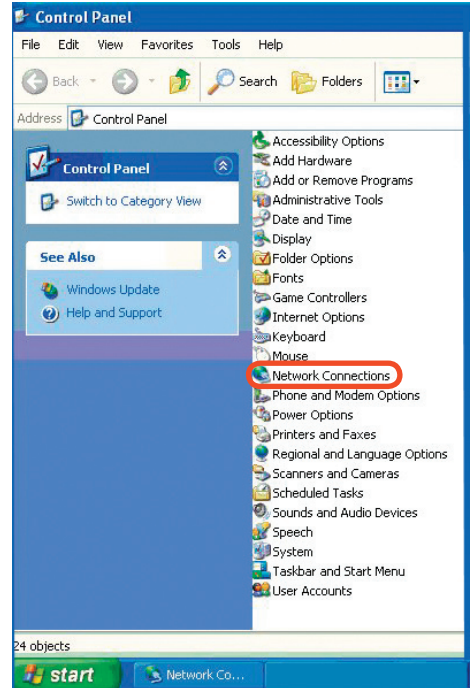 Control Panel
File Edit View Favorites Tools Help
Back Search Folders
Address Control Panel
Control Panel
Switch to Category View
See Also
Windows Update
Help and Support
Accessibility Options
Add Hardware
Add or Remove Programs
Administrative Tools
Date and Time
Display
Folder Options
Fonts
Game Controllers
Internet Options
Keyboard
Mouse
Network Connections
Phone and Modem Options
Power Options
Printers and Faxes
Regional and Language Options
Scanners and Cameras
Scheduled Tasks
Sounds and Audio Devices
Speech
System
Taskbar and Start Menu
User Accounts
24 objects
start Network Co...